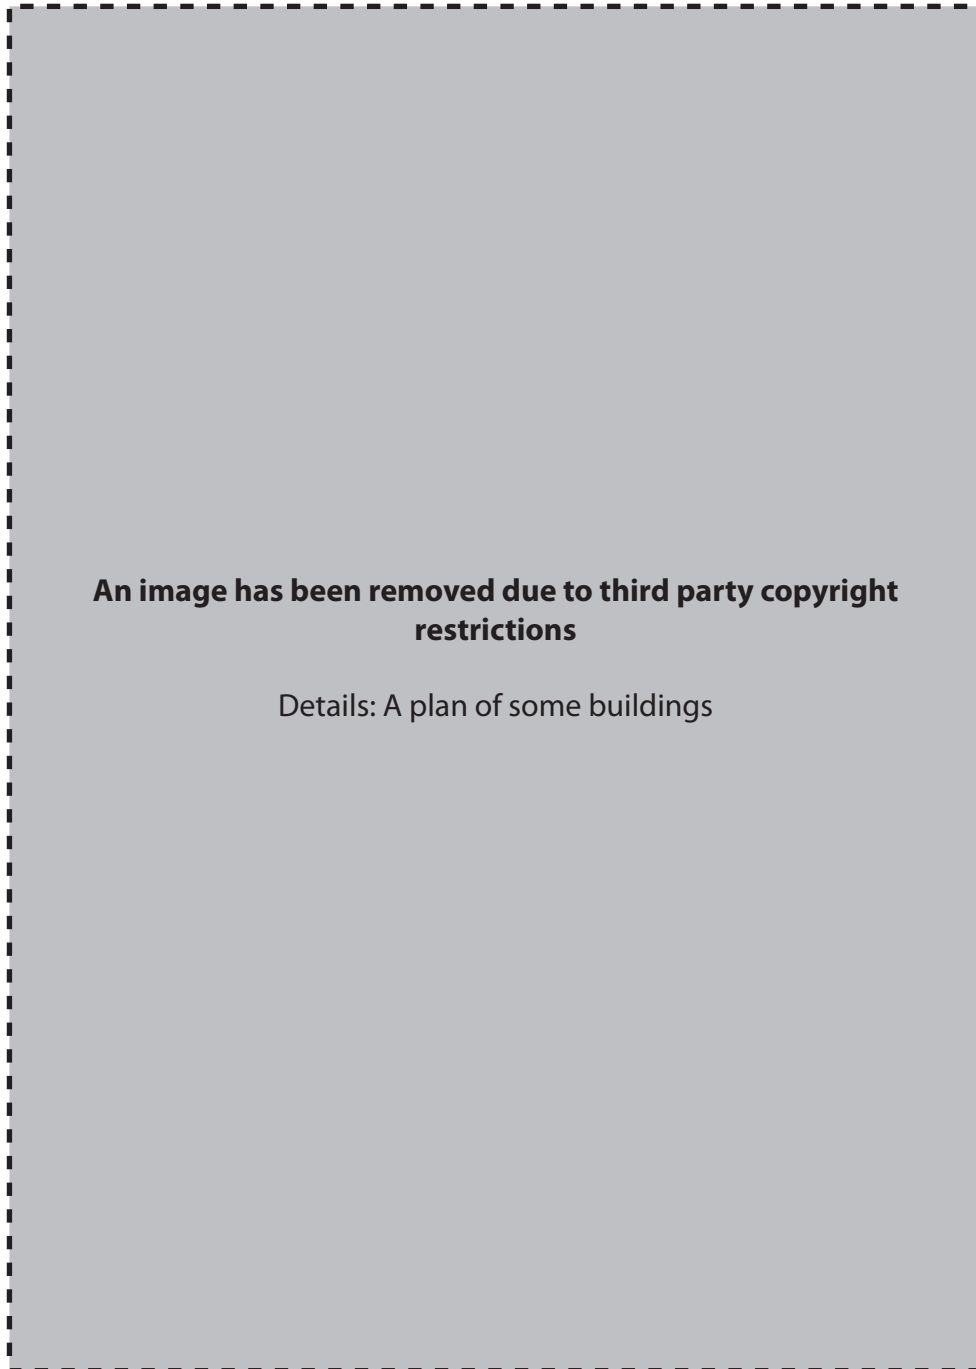 An image has been removed due to third party copyright
restrictions
Details: A plan of some buildings